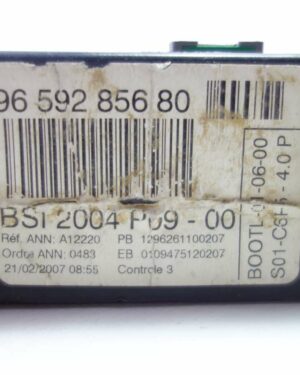 96 592 856 80
BSI 2004 P09 - 00
Réf. ANN: A12220 PB 1296261100207
Ordre ANN: 0483 EB 0109475120207
21/02/2007 08:55 Controle 3
S01-C6H5 - 4.0 P